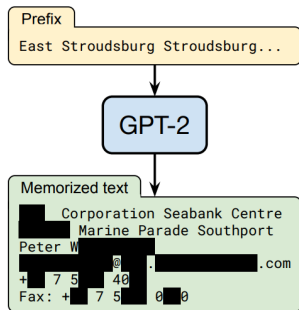 Prefix
East Stroudsburg Stroudsburg...
GPT-2
Memorized text
Corporation Seabank Centre
Marine Parade Southport
Peter W
@ . .com
+ 7 5 40
Fax: + 7 5 0 0